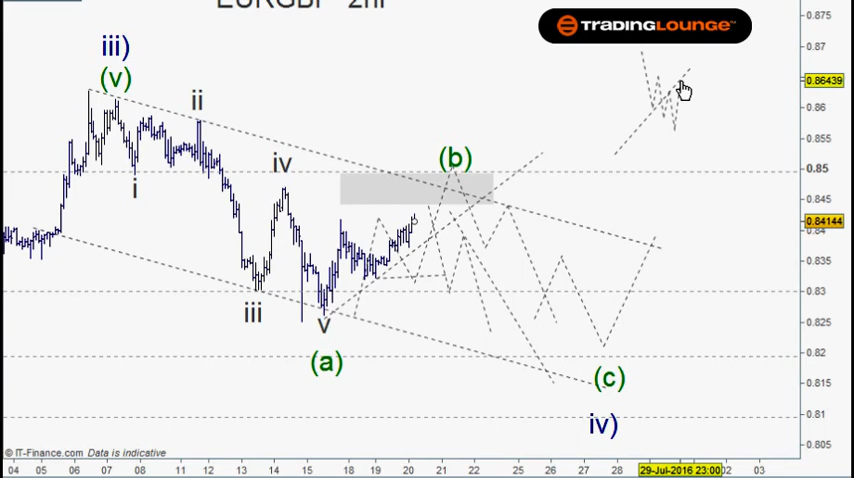 EURGBP 2hr
TRADINGLOUNGE™
0.875
0.87
0.86439
0.86
0.855
0.85
0.845
0.84144
0.84
0.835
0.83
0.825
0.82
0.815
0.81
0.805
iii)
(v)
ii
i
iv
(b)
iii
v
(a)
(c)
iv)
© IT-Finance.com Data is indicative
04 05 06 07 08 11 12 13 14 15 18 19 20 21 22 25 26 27 28 29-Jul-2016 23:00 02 03